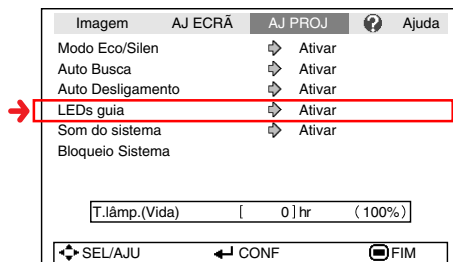 Imagem AJ ECRÃ AJ PROJ ? Ajuda
Modo Eco/Silen Ativar
Auto Busca Ativar
Auto Desligamento Ativar
LEDs guia Ativar
Som do sistema Ativar
Bloqueio Sistema
T.lâmp.(Vida) [ 0 ] hr ( 100% )
SEL/AJU CONF FIM